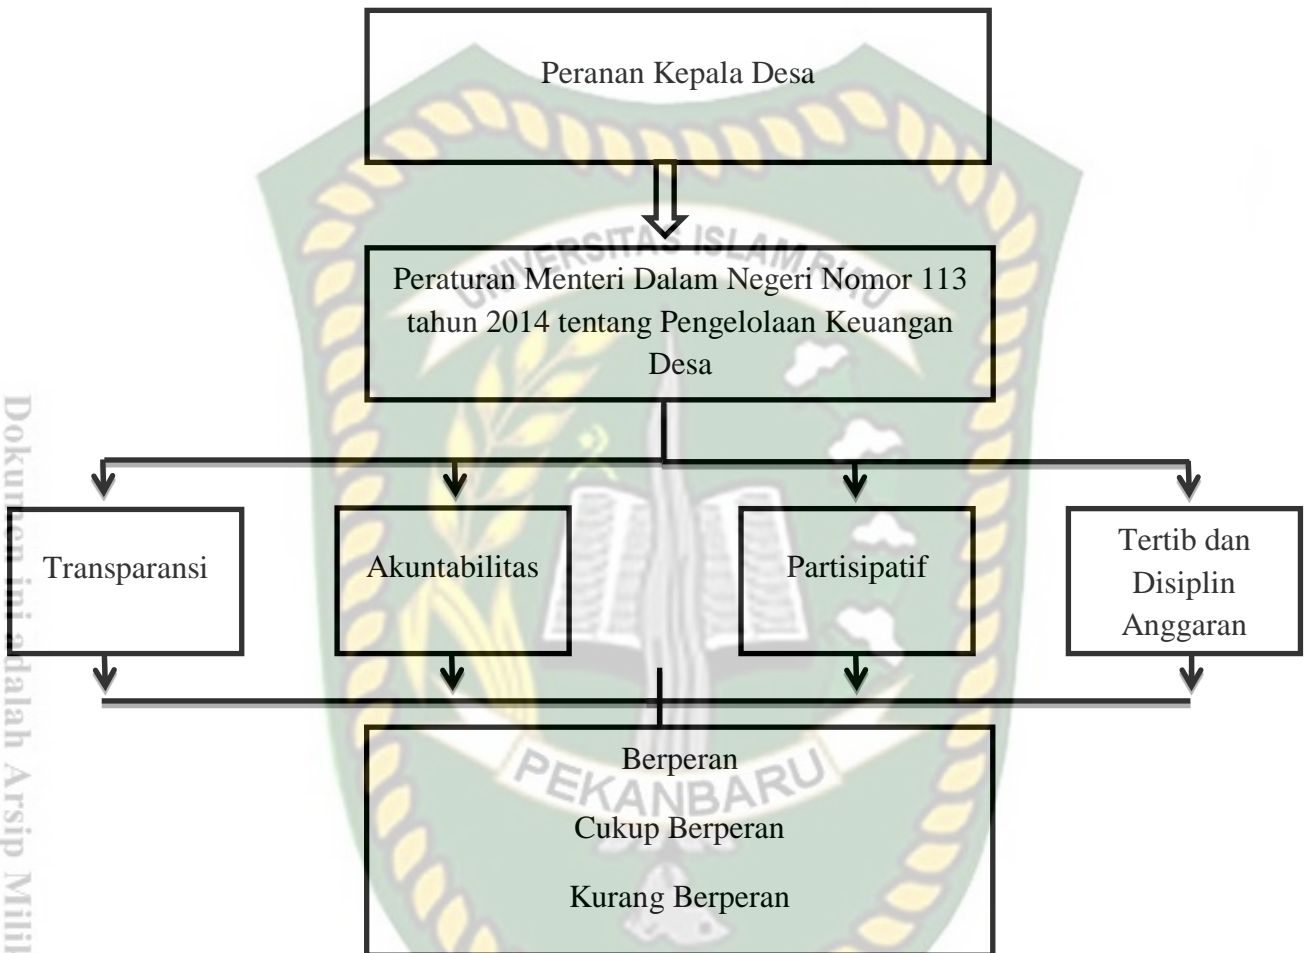 Peranan Kepala Desa
UNIVERSITAS ISLAM RIAU
Peraturan Menteri Dalam Negeri Nomor 113
tahun 2014 tentang Pengelolaan Keuangan
Desa
Transparansi
Akuntabilitas
Partisipatif
Tertib dan
Disiplin
Anggaran
Berperan
PEKANBARU
Cukup Berperan
Kurang Berperan
Dokumen ini adalah Arsip Milik